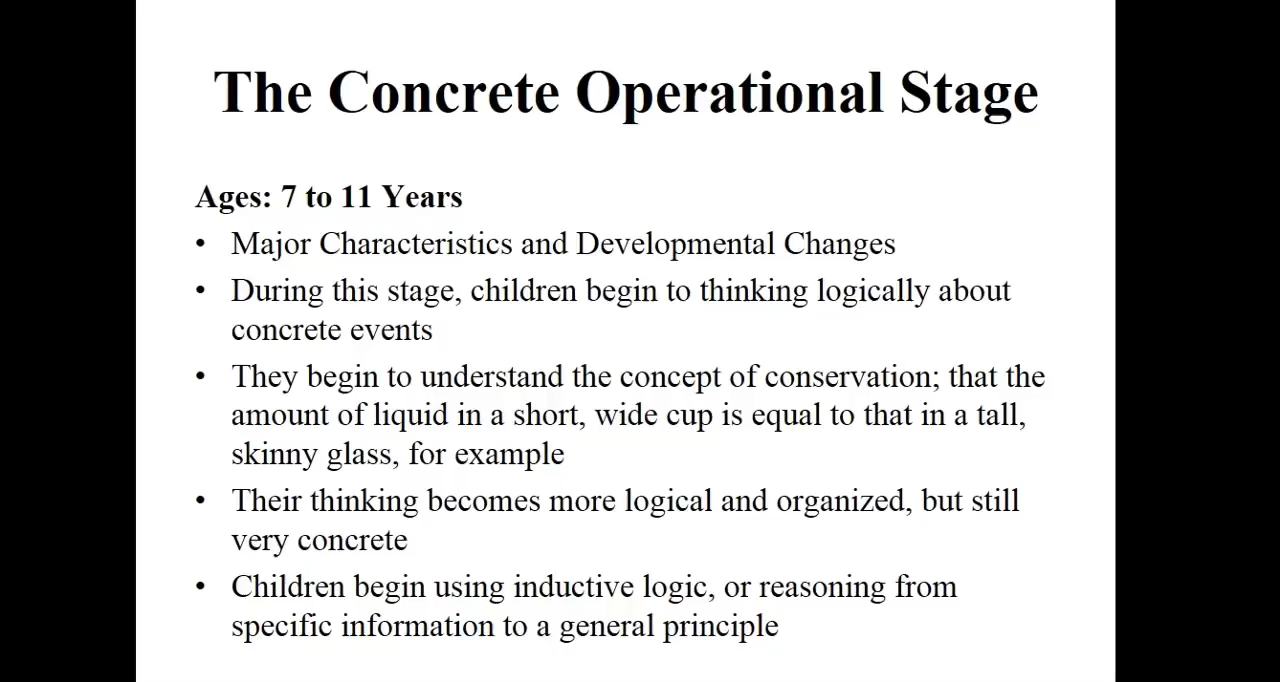 The Concrete Operational Stage
Ages: 7 to 11 Years
• Major Characteristics and Developmental Changes
• During this stage, children begin to thinking logically about
concrete events
• They begin to understand the concept of conservation; that the
amount of liquid in a short, wide cup is equal to that in a tall,
skinny glass, for example
• Their thinking becomes more logical and organized, but still
very concrete
• Children begin using inductive logic, or reasoning from
specific information to a general principle